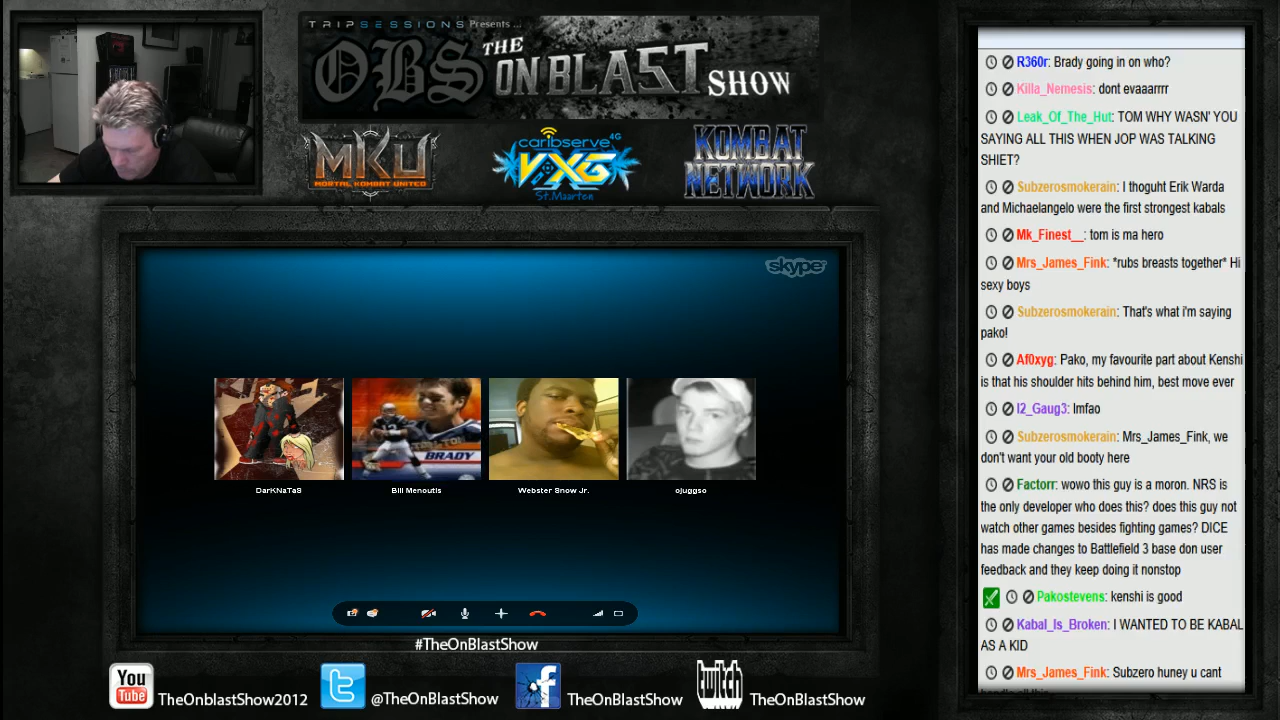 TRIPSESSIONS Presents ...
OBS THE ON BLAST SHOW
MKU
MORTAL KOMBAT UNITED
caribserve 4G
VXG
St.Maarten
KOMBAT
NETWORK
skype
BRADY
DarKNaTaS
Bill Menoutis
Webster Snow Jr.
ojuggso
#TheOnBlastShow
You
Tube
TheOnblastShow2012
@TheOnBlastShow
TheOnBlastShow
twitch
TheOnBlastShow
R360r: Brady going in on who?
Killa_Nemesis: dont evaaarrrr
Leak_Of_The_Hut: TOM WHY WASN' YOU
SAYING ALL THIS WHEN JOP WAS TALKING
SHIET?
Subzerosmokerain: I thoguht Erik Warda
and Michaelangelo were the first strongest kabals
Mk_Finest__: tom is ma hero
Mrs_James_Fink: *rubs breasts together* Hi
sexy boys
Subzerosmokerain: That's what i'm saying
pako!
Af0xyg: Pako, my favourite part about Kenshi
is that his shoulder hits behind him, best move ever
I2_Gaug3: lmfao
Subzerosmokerain: Mrs_James_Fink, we
don't want your old booty here
Factorr: wowo this guy is a moron. NRS is
the only developer who does this? does this guy not
watch other games besides fighting games? DICE
has made changes to Battlefield 3 base don user
feedback and they keep doing it nonstop
Pakostevens: kenshi is good
Kabal_Is_Broken: I WANTED TO BE KABAL
AS A KID
Mrs_James_Fink: Subzero huney u cant